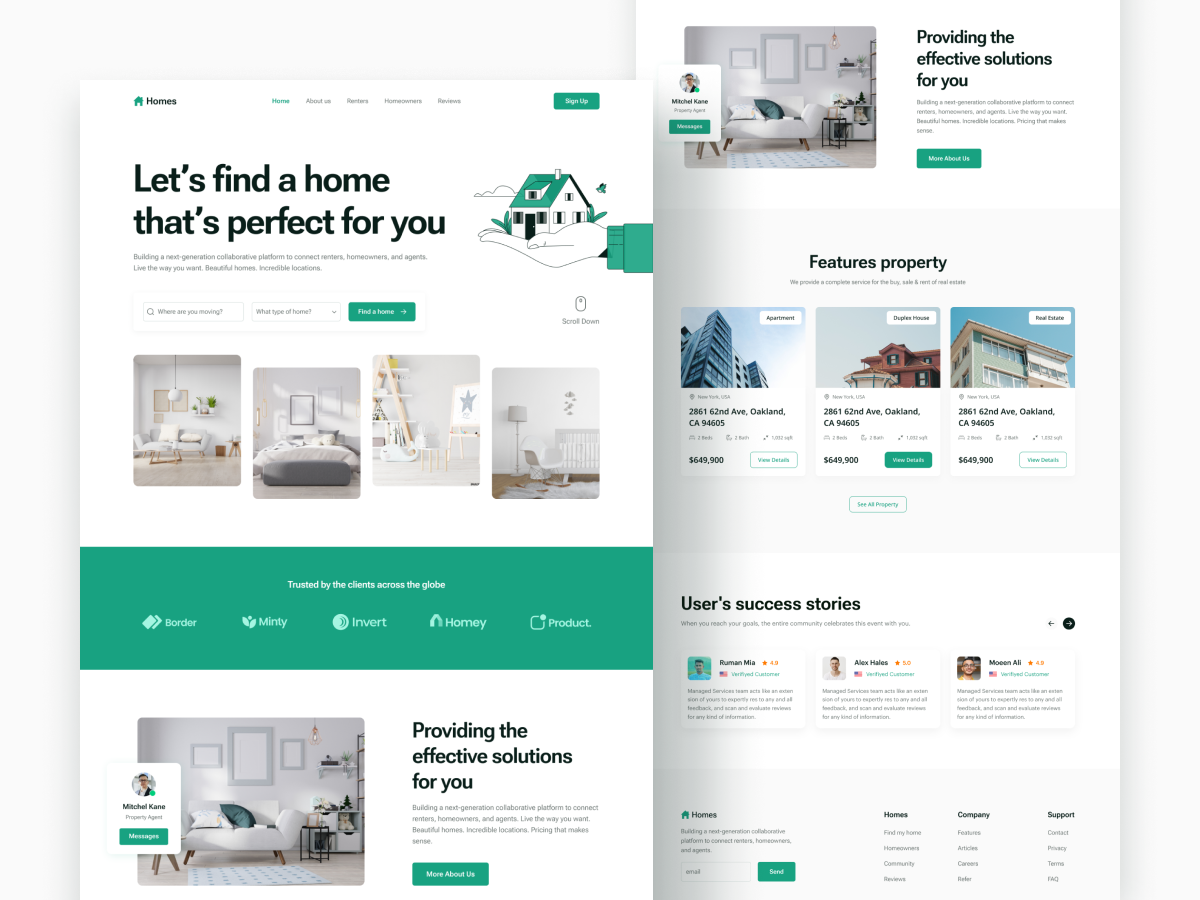 Homes
Home
About us
Renters
Homeowners
Reviews
Sign Up
Let's find a home
that's perfect for you
Building a next-generation collaborative platform to connect renters, homeowners, and agents.
Live the way you want. Beautiful homes. Incredible locations.
Where are you moving?
What type of home?
Find a home
Scroll Down
Trusted by the clients across the globe
Border
Minty
Invert
Homey
Product.
Mitchel Kane
Property Agent
Messages
Providing the
effective solutions
for you
Building a next-generation collaborative platform to connect
renters, homeowners, and agents. Live the way you want.
Beautiful homes. Incredible locations. Pricing that makes
sense.
More About Us
Mitchel Kane
Property Agent
Messages
Providing the
effective solutions
for you
Building a next-generation collaborative platform to connect
renters, homeowners, and agents. Live the way you want.
Beautiful homes. Incredible locations. Pricing that makes
sense.
More About Us
Features property
We provide a complete service for the buy, sale & rent of real estate
Apartment
New York, USA
2861 62nd Ave, Oakland,
CA 94605
2 Beds
2 Bath
1,032 sqft
$649,900
View Details
Duplex House
New York, USA
2861 62nd Ave, Oakland,
CA 94605
2 Beds
2 Bath
1,032 sqft
$649,900
View Details
Real Estate
New York, USA
2861 62nd Ave, Oakland,
CA 94605
2 Beds
2 Bath
1,032 sqft
$649,900
View Details
See All Property
User's success stories
When you reach your goals, the entire community celebrates this event with you.
Ruman Mia
4.9
Verifiyed Customer
Managed Services team acts like an exten
sion of yours to expertly res to any and all
feedback, and scan and evaluate reviews
for any kind of information.
Alex Hales
5.0
Verifiyed Customer
Managed Services team acts like an exten
sion of yours to expertly res to any and all
feedback, and scan and evaluate reviews
for any kind of information.
Moeen Ali
4.9
Verifiyed Customer
Managed Services team acts like an exten
sion of yours to expertly res to any and all
feedback, and scan and evaluate reviews
for any kind of information.
Homes
Building a next-generation collaborative
platform to connect renters, homeowners,
and agents.
email
Send
Homes
Find my home
Homeowners
Community
Reviews
Company
Features
Articles
Careers
Refer
Support
Contact
Privacy
Terms
FAQ